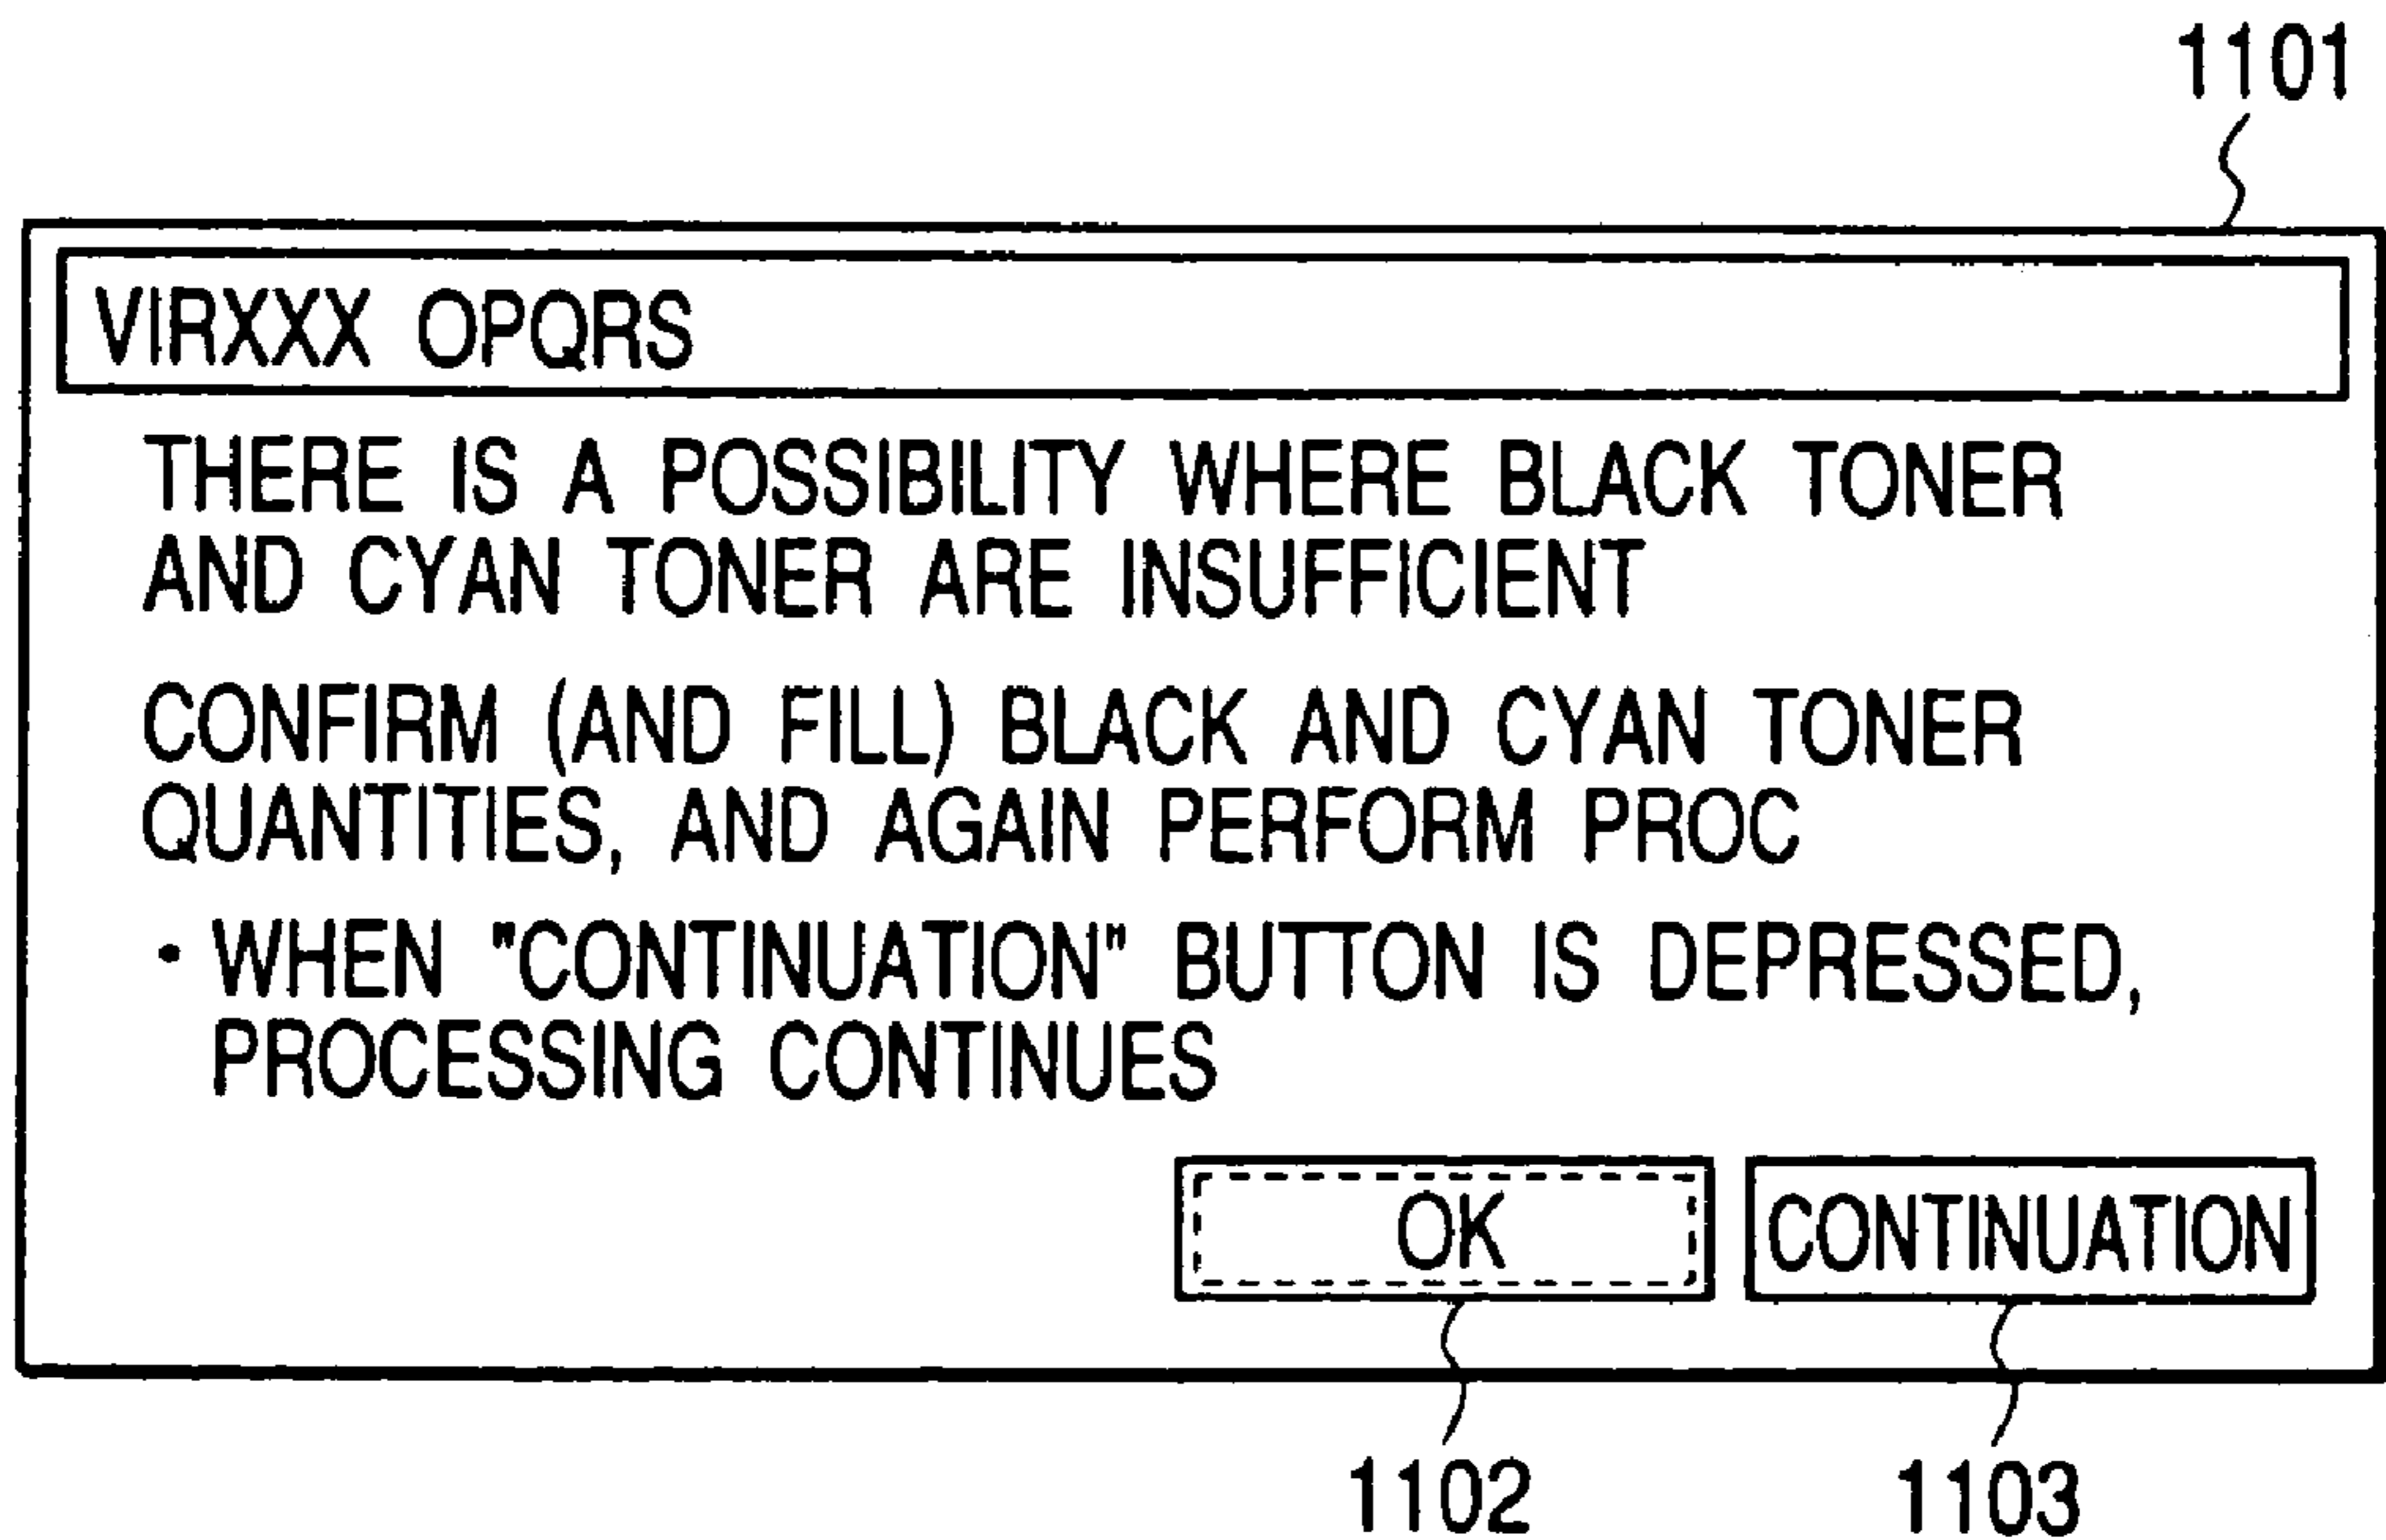 1101
VIRXXX OPQRS
THERE IS A POSSIBILITY WHERE BLACK TONER
AND CYAN TONER ARE INSUFFICIENT
CONFIRM (AND FILL) BLACK AND CYAN TONER
QUANTITIES, AND AGAIN PERFORM PROC
• WHEN "CONTINUATION" BUTTON IS DEPRESSED,
PROCESSING CONTINUES
OK
CONTINUATION
1102
1103